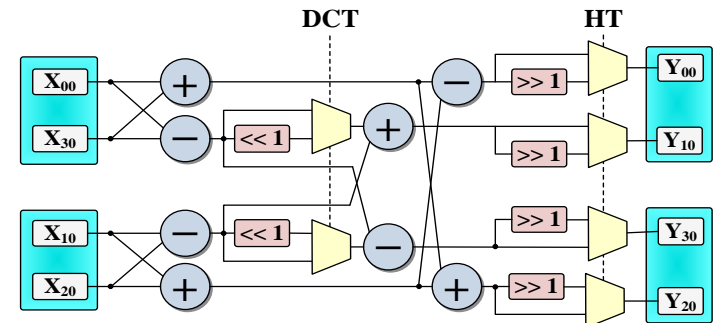 DCT HT
X00 + − >> 1 Y00
X30 − << 1 + >> 1 Y10
X10 − << 1 − >> 1 Y30
X20 + + >> 1 Y20